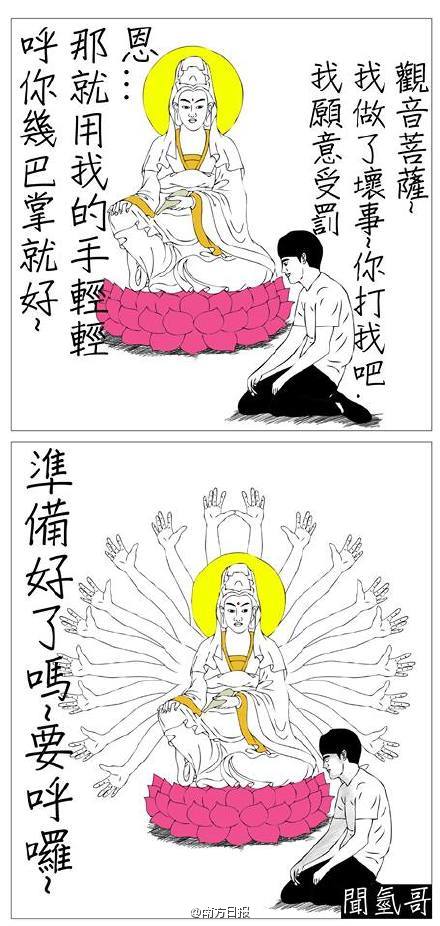 觀音菩薩~
我做了壞事~你打我吧.
我願意受罰
恩...
那就用我的手輕輕
呼你幾巴掌就好~
準備好了嗎~要呼囉~
聞氫哥
@南方日报